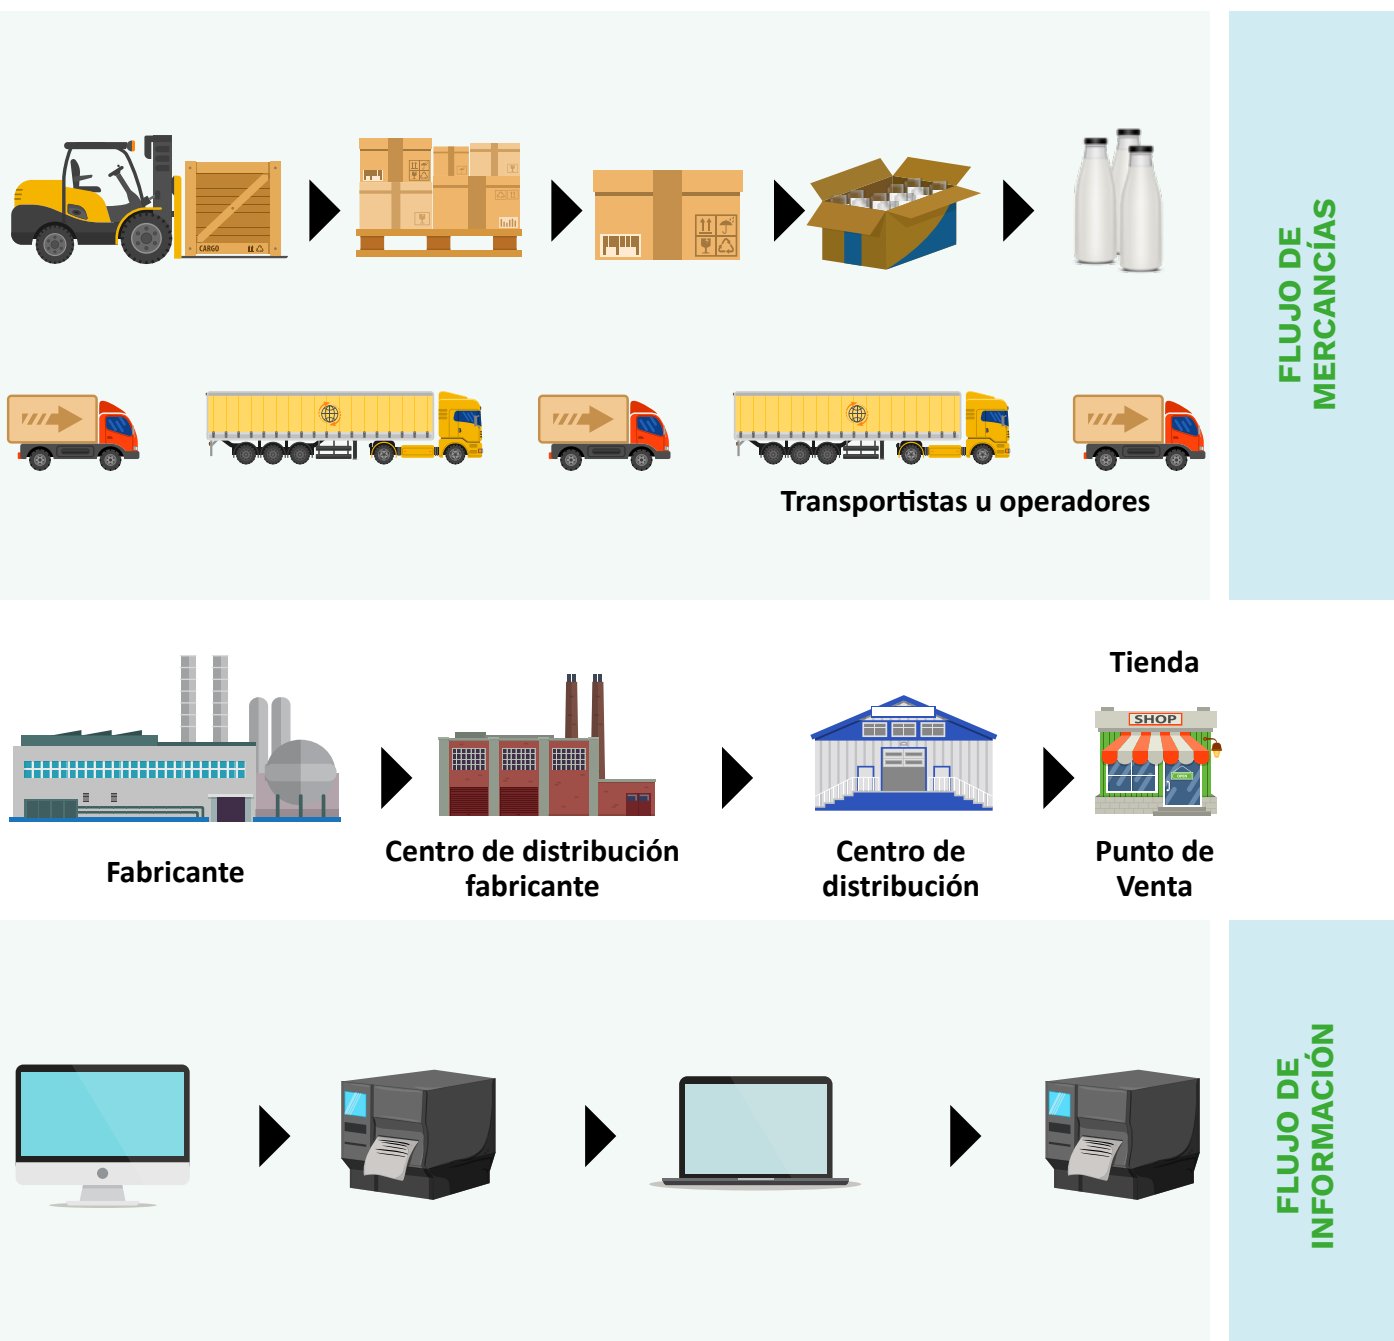 CARGO
FLUJO DE
MERCANCÍAS
Transportistas u operadores
Tienda
SHOP
OPEN
Fabricante
Centro de distribución
fabricante
Centro de
distribución
Punto de
Venta
FLUJO DE
INFORMACIÓN